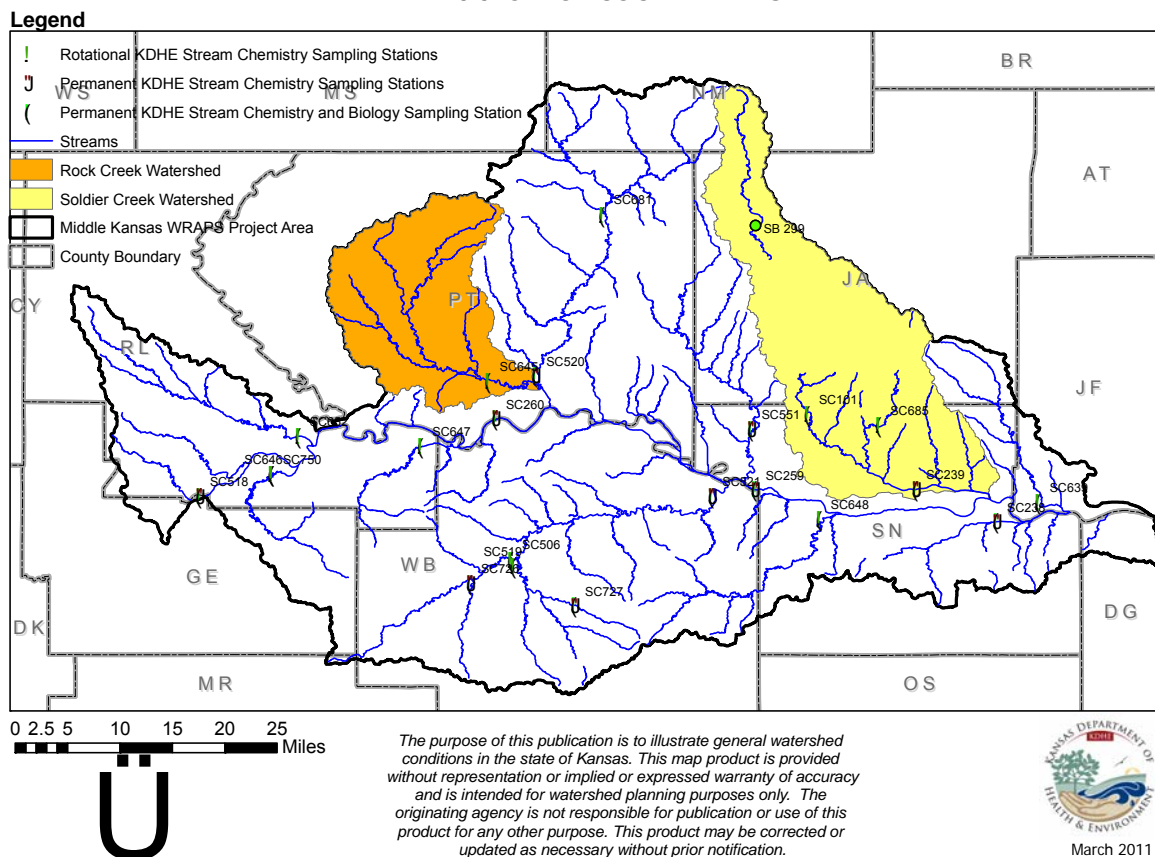 Legend
Rotational KDHE Stream Chemistry Sampling Stations
Permanent KDHE Stream Chemistry Sampling Stations
Permanent KDHE Stream Chemistry and Biology Sampling Station
Streams
Rock Creek Watershed
Soldier Creek Watershed
Middle Kansas WRAPS Project Area
County Boundary
WS
MS
NM
BR
AT
CY
RL
PT
JA
JF
GE
WB
SN
DG
DK
MR
OS
SC681
SB 299
SC645
SC520
SC260
SC647
SC646
SC750
SC518
SC101
SC685
SC551
SC259
SC239
SC648
SC639
SC519
SC506
SC727
0 2.5 5 10 15 20 25
Miles
The purpose of this publication is to illustrate general watershed
conditions in the state of Kansas. This map product is provided
without representation or implied or expressed warranty of accuracy
and is intended for watershed planning purposes only. The
originating agency is not responsible for publication or use of this
product for any other purpose. This product may be corrected or
updated as necessary without prior notification.
KANSAS DEPARTMENT OF
KDHE
HEALTH & ENVIRONMENT
March 2011